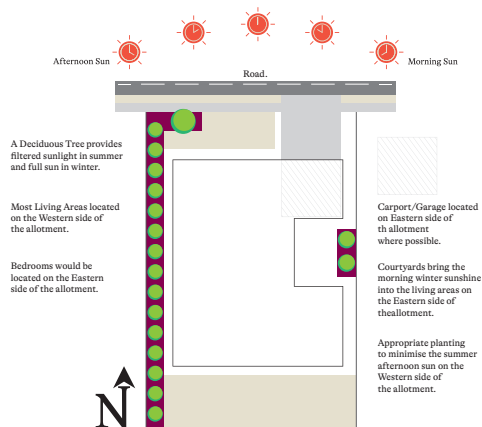 Afternoon Sun
Morning Sun
Road.
A Deciduous Tree provides
filtered sunlight in summer
and full sun in winter.
Most Living Areas located
on the Western side of
the allotment.
Bedrooms would be
located on the Eastern
side of the allotment.
Carport/Garage located
on Eastern side of
th allotment
where possible.
Courtyards bring the
morning winter sunshine
into the living areas on
the Eastern side of
theallotment.
Appropriate planting
to minimise the summer
afternoon sun on the
Western side of
the allotment.
N